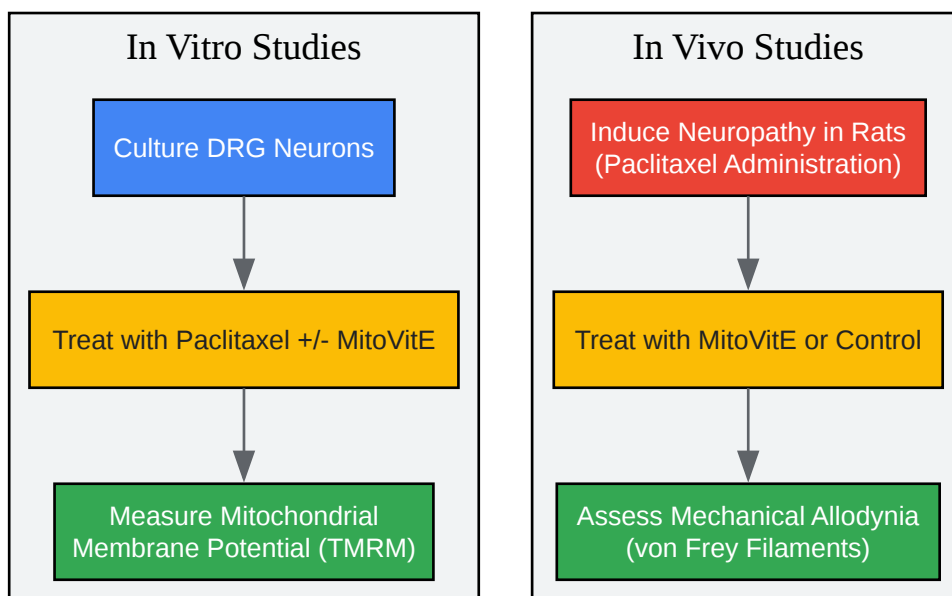 In Vitro Studies
Culture DRG Neurons
Treat with Paclitaxel +/- MitoVitE
Measure Mitochondrial
Membrane Potential (TMRM)
In Vivo Studies
Induce Neuropathy in Rats
(Paclitaxel Administration)
Treat with MitoVitE or Control
Assess Mechanical Allodynia
(von Frey Filaments)